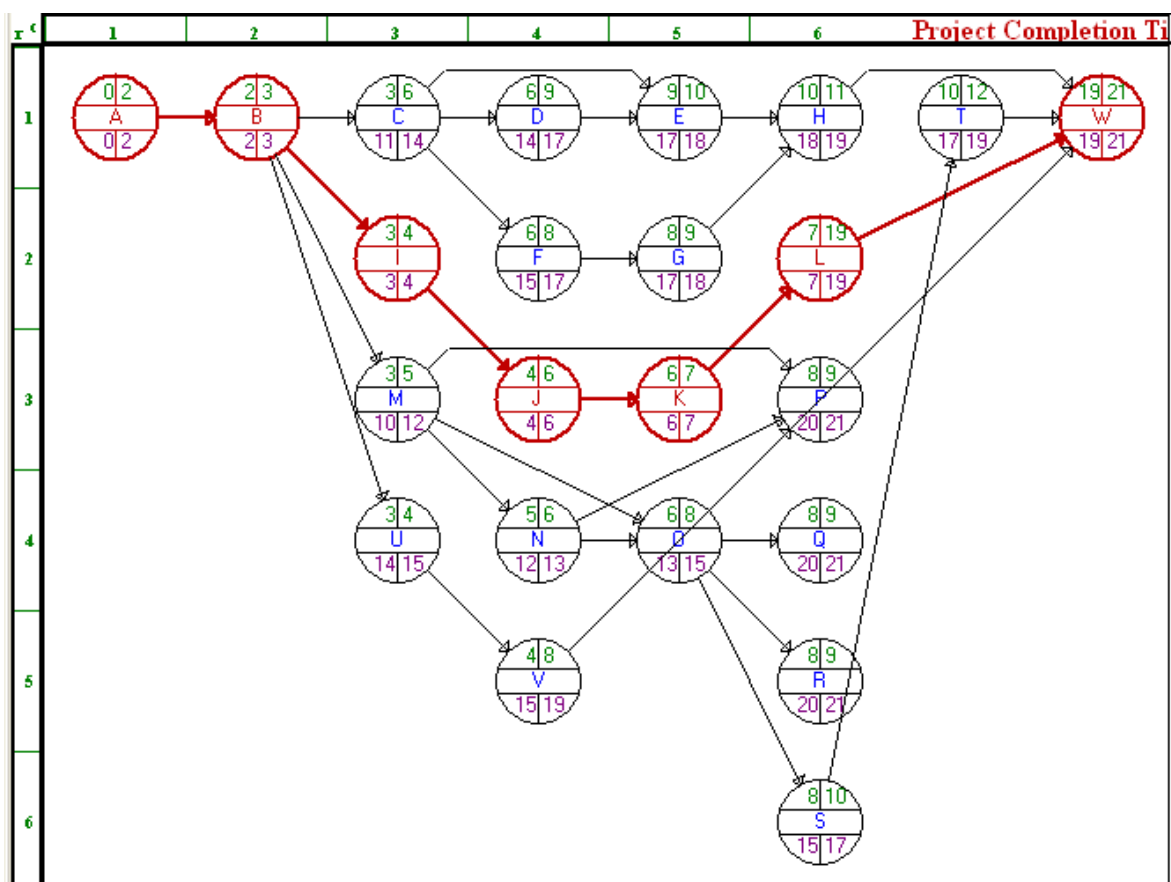 r c 1 2 3 4 5 6 Project Completion Ti
1
0 2 2 3 3 6 6 9 9 10 10 11 10 12 19 21
A B C D E H T W
0 2 2 3 11 14 14 17 17 18 18 19 17 19 19 21
2
3 4 6 8 8 9 7 19
I F G L
3 4 15 17 17 18 7 19
3
3 5 4 6 6 7 8 9
M J K P
10 12 4 6 6 7 20 21
4
3 4 5 6 6 8 8 9
U N O Q
14 15 12 13 13 15 20 21
5
4 8 8 9
V R
15 19 20 21
6
8 10
S
15 17